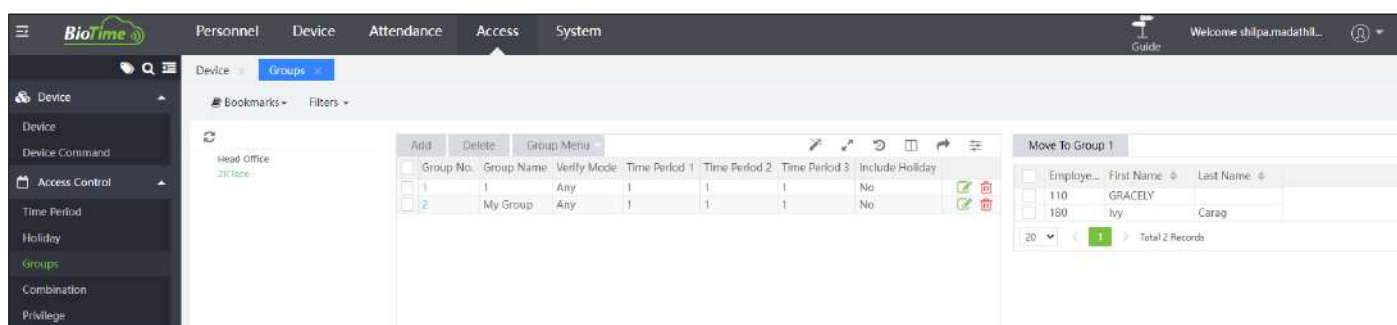 BioTime
Personnel Device Attendance Access System
Guide
Welcome shilpa.madathil...
Device
Groups
Device
Bookmarks
Filters
Device
Device Command
Access Control
Time Period
Holiday
Groups
Combination
Privilege
Head Office
Add Delete Group Menu
Group No. Group Name Verify Mode Time Period 1 Time Period 2 Time Period 3 Include Holiday
1 1 Any 1 1 1 No
2 My Group Any 1 1 1 No
Move To Group 1
Employe... First Name Last Name
110 GRACELY
180 Ivy Carag
20 1 Total 2 Records